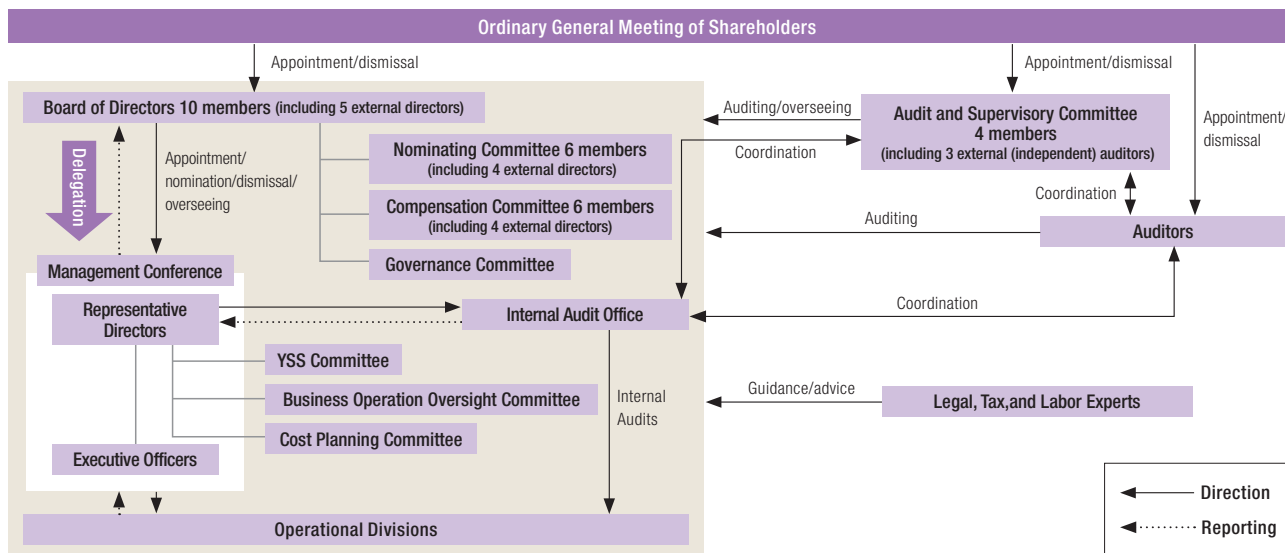 Ordinary General Meeting of Shareholders
Appointment/dismissal
Appointment/dismissal
Board of Directors 10 members (including 5 external directors)
Auditing/overseeing
Audit and Supervisory Committee
4 members
(including 3 external (independent) auditors)
Appointment/
dismissal
Delegation
Appointment/
nomination/dismissal/
overseeing
Nominating Committee 6 members
(including 4 external directors)
Coordination
Compensation Committee 6 members
(including 4 external directors)
Coordination
Auditing
Auditors
Governance Committee
Management Conference
Representative
Directors
Internal Audit Office
Coordination
YSS Committee
Business Operation Oversight Committee
Cost Planning Committee
Internal
Audits
Guidance/advice
Legal, Tax,and Labor Experts
Executive Officers
Operational Divisions
Direction
Reporting